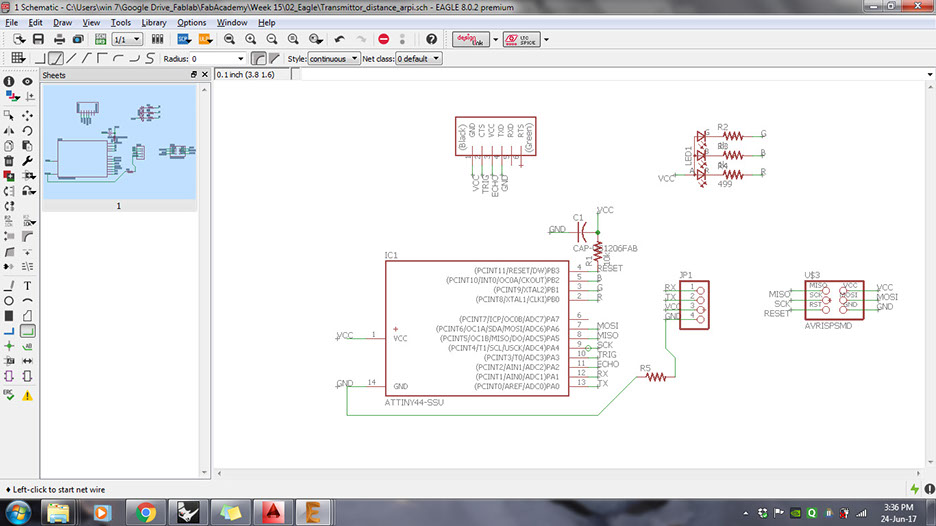 1 Schematic - C:\Users\win 7\Google Drive_Fablab\FabAcademy\Week 15\02_Eagle\Transmittor_distance_arpi.sch - EAGLE 8.0.2 premium
File Edit Draw View Tools Library Options Window Help
1/1
design link
LTC SPICE
Radius: 0
Style: continuous
Net class: 0 default
Sheets
0.1 inch (3.8 1.6)
1
(Black)
GND
CTS
VCC
TXD
RXD
RTS
(Green)
VCC
TRIG
ECHO
GND
LED1
R2
G
B
R4
VCC
499
R
C1
VCC
GND
CAP-
1206FAB
R1
10k
IC1
(PCINT11/RESET/DW)PB3 4 RESET
(PCINT10/INT0/OC0A/CKOUT)PB2 5 B
(PCINT9/XTAL2)PB1 3 G
(PCINT8/XTAL1/CLKI)PB0 2 R
(PCINT7/ICP/OC0B/ADC7)PA7 6
(PCINT6/OC1A/SDA/MOSI/ADC6)PA6 7 MOSI
(PCINT5/OC1B/MISO/DO/ADC5)PA5 8 MISO
(PCINT4/T1/SCL/USCK/ADC4)PA4 9 SCK
(PCINT3/T0/ADC3)PA3 10 TRIG
(PCINT2/AIN1/ADC2)PA2 11 ECHO
(PCINT1/AIN0/ADC1)PA1 12 RX
(PCINT0/AREF/ADC0)PA0 13 TX
VCC 1 VCC
GND 14 GND
ATTINY44-SSU
JP1
RX 1
TX 2
VCC 3
GND 4
R5
U$3
MISO MISO VCC VCC
SCK SCK MOSI MOSI
RESET RST GND GND
AVRISPSMD
Left-click to start net wire
3:36 PM
24-Jun-17